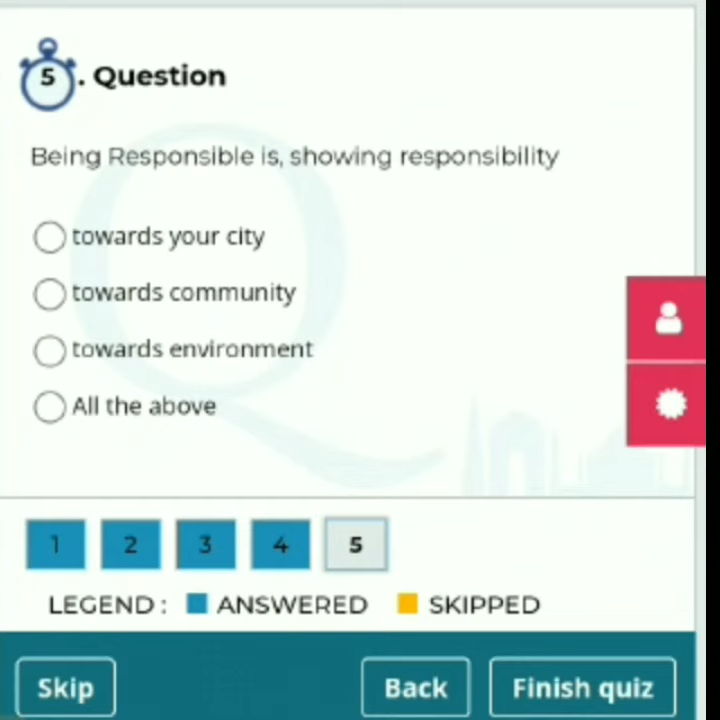 5 . Question
Being Responsible is, showing responsibility
towards your city
towards community
towards environment
All the above
1 2 3 4 5
LEGEND : ANSWERED SKIPPED
Skip Back Finish quiz